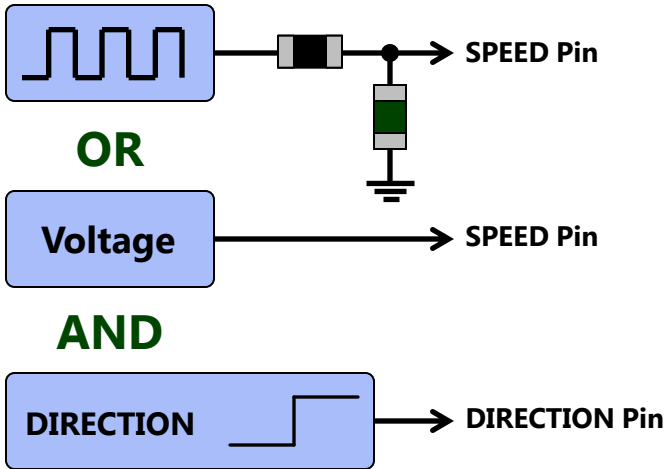 SPEED Pin
OR
Voltage
SPEED Pin
AND
DIRECTION
DIRECTION Pin